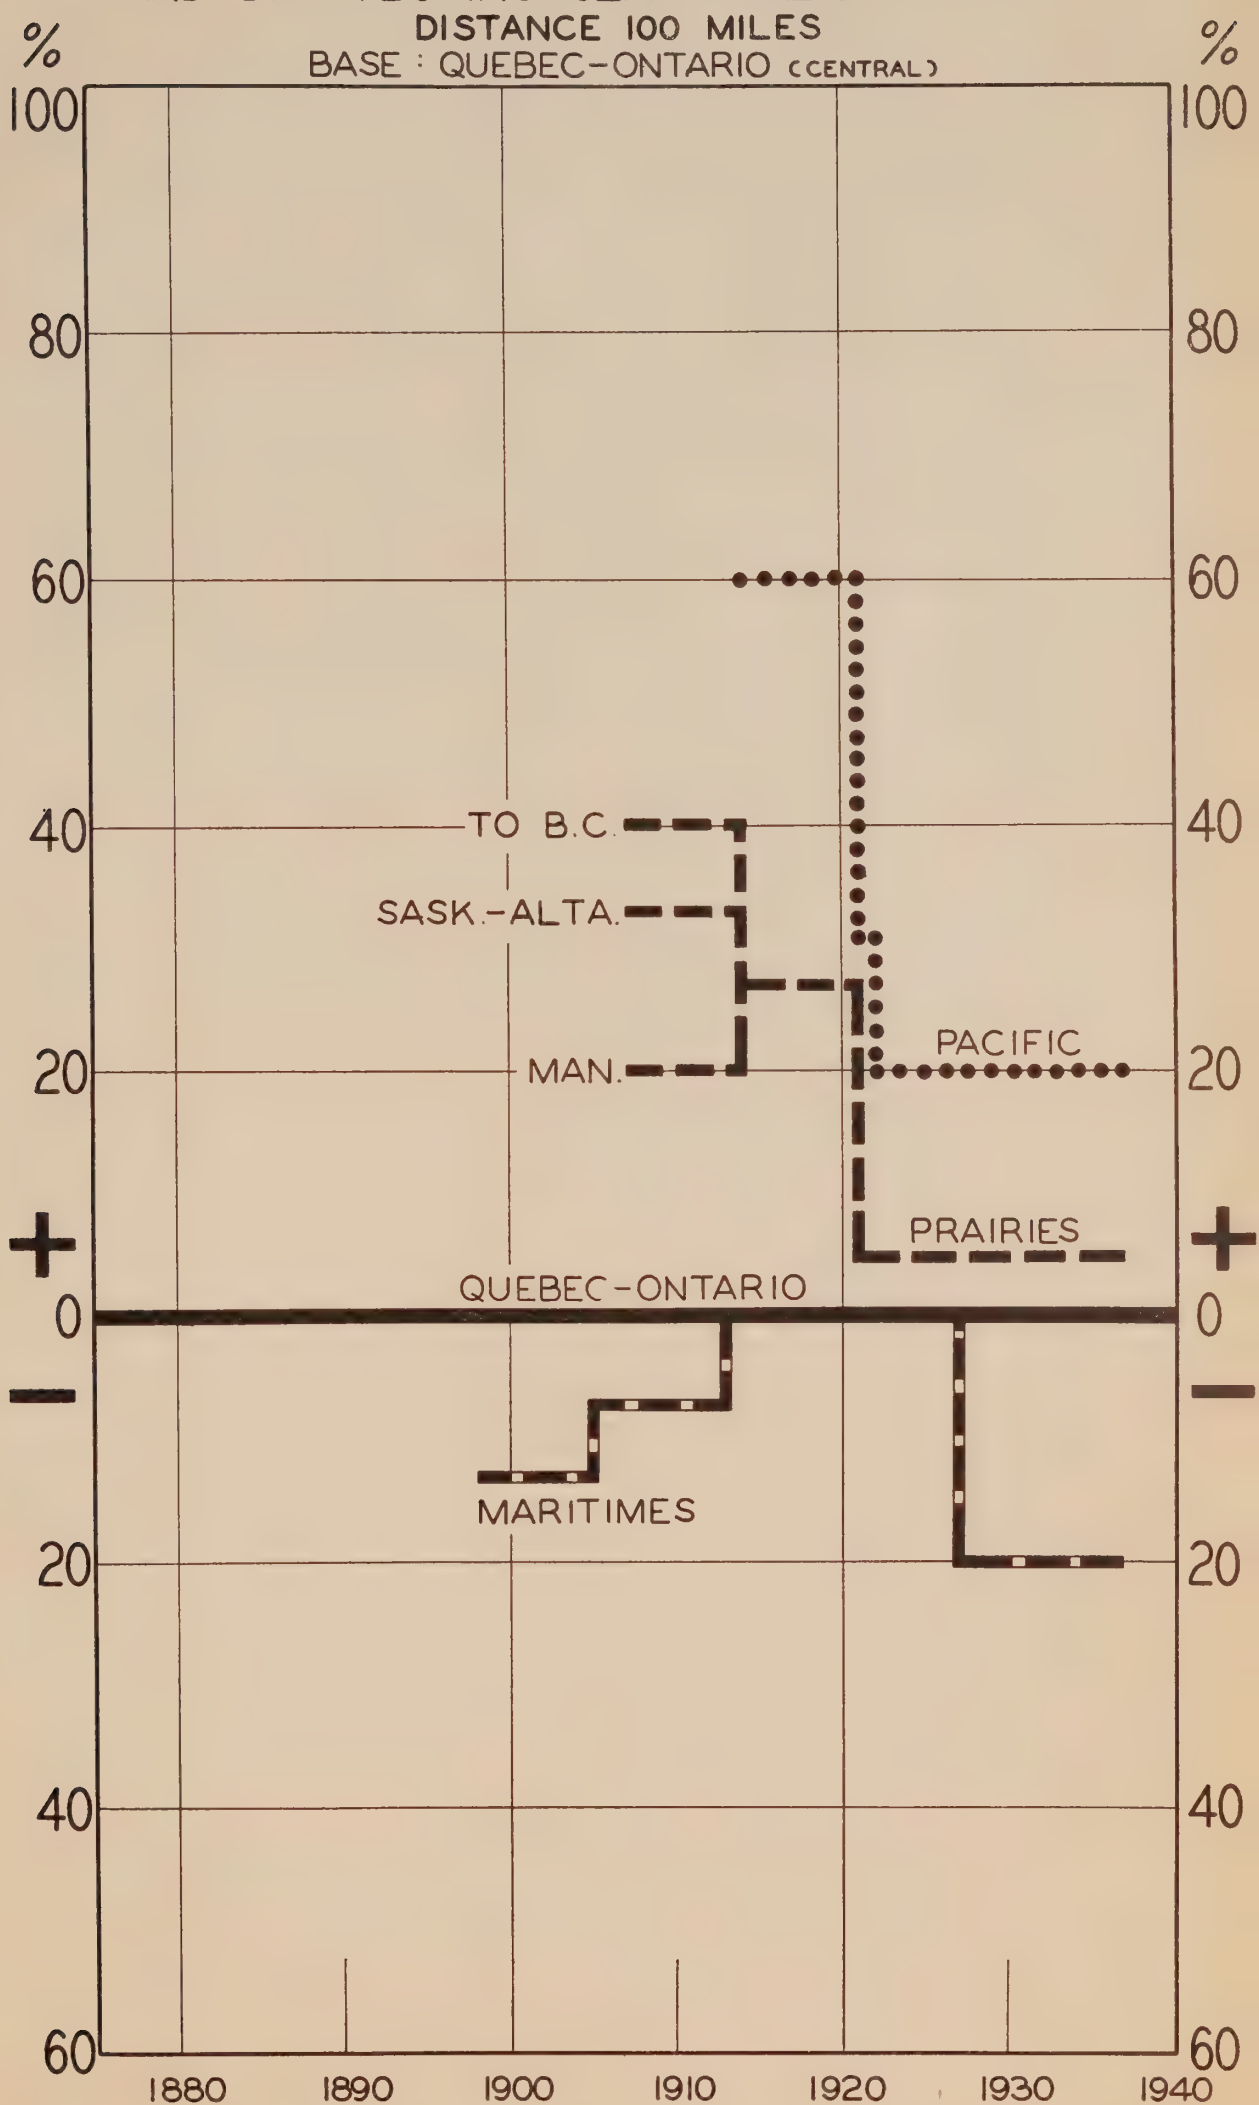 DISTANCE 100 MILES
BASE : QUEBEC-ONTARIO (CENTRAL)
% %
100 100
80 80
60 60
TO B.C.
40 40
SASK.-ALTA.
PACIFIC
MAN.
20 20
PRAIRIES
+ +
QUEBEC-ONTARIO
0 0
− −
MARITIMES
20 20
40 40
60 60
1880 1890 1900 1910 1920 1930 1940